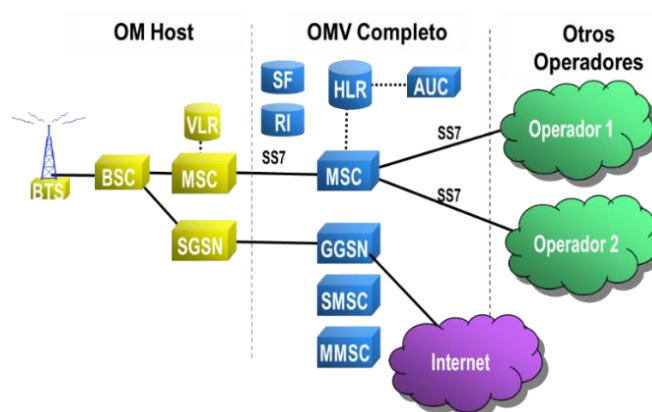 OM Host
OMV Completo
Otros
Operadores
SF
HLR
AUC
RI
VLR
SS7
Operador 1
BTS
BSC
MSC
SS7
MSC
SS7
Operador 2
SGSN
GGSN
SMSC
MMSC
Internet